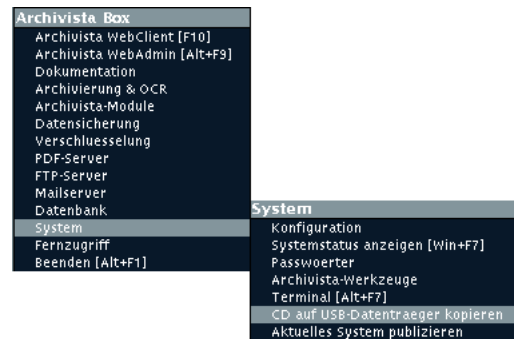 Archivista Box
Archivista WebClient [F10]
Archivista WebAdmin [Alt+F9]
Dokumentation
Archivierung & OCR
Archivista-Module
Datensicherung
Verschluesselung
PDF-Server
FTP-Server
Mailserver
Datenbank
System
Fernzugriff
Beenden [Alt+F1]
System
Konfiguration
Systemstatus anzeigen [Win+F7]
Passwoerter
Archivista-Werkzeuge
Terminal [Alt+F7]
CD auf USB-Datentraeger kopieren
Aktuelles System publizieren